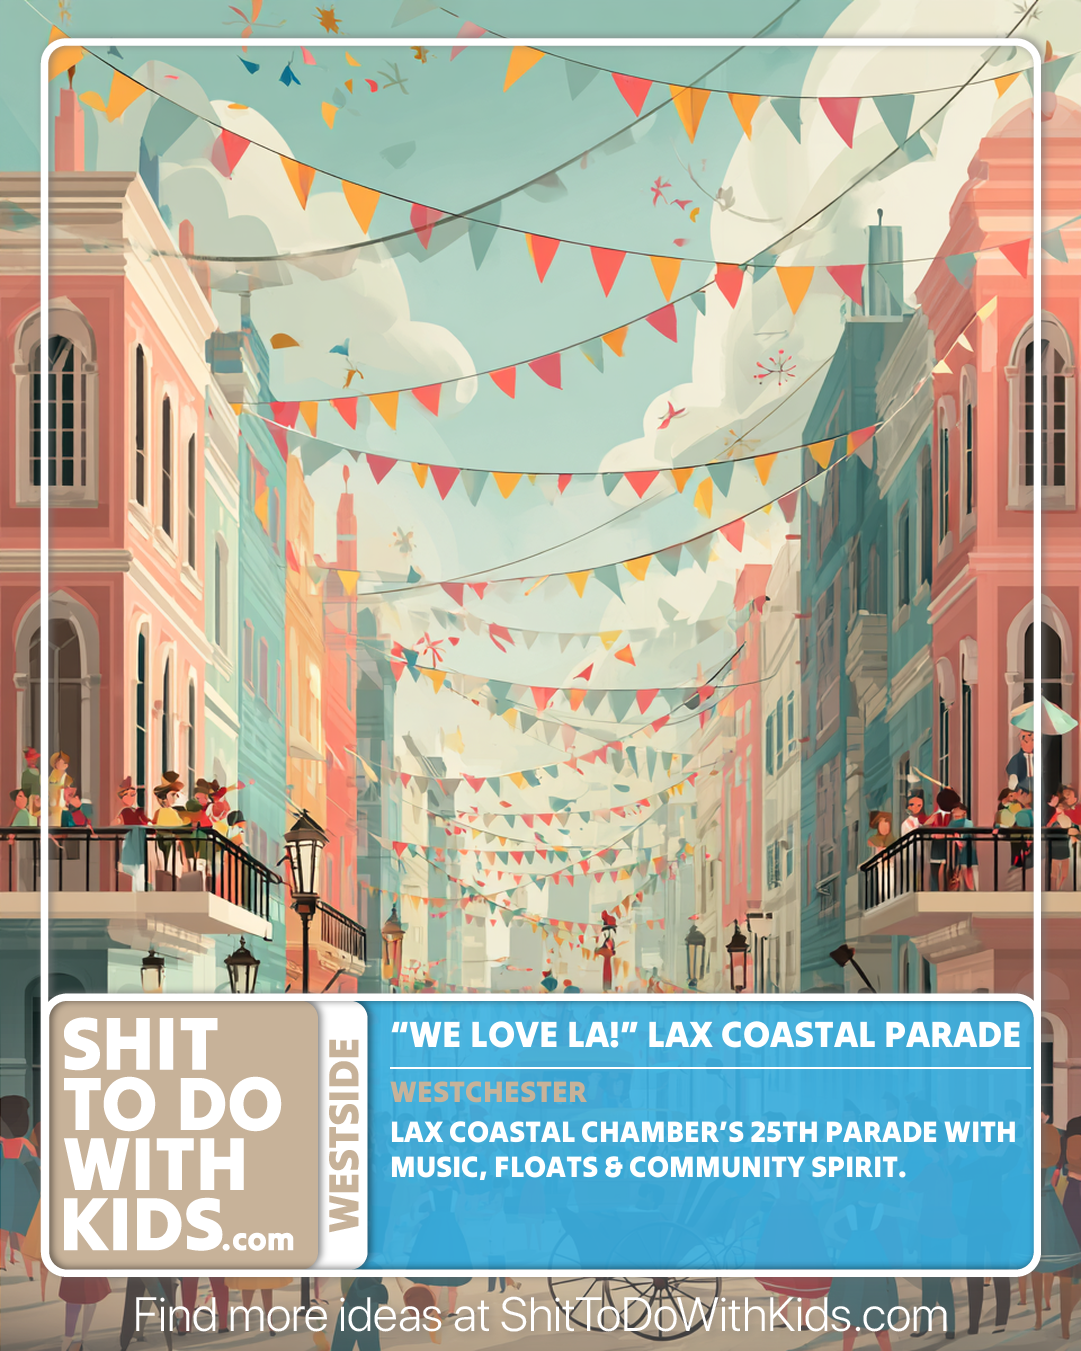 SHIT
TO DO
WITH
KIDS.com
WESTSIDE
“WE LOVE LA!” LAX COASTAL PARADE
WESTCHESTER
LAX COASTAL CHAMBER’S 25TH PARADE WITH
MUSIC, FLOATS & COMMUNITY SPIRIT.
Find more ideas at ShitToDoWithKids.com